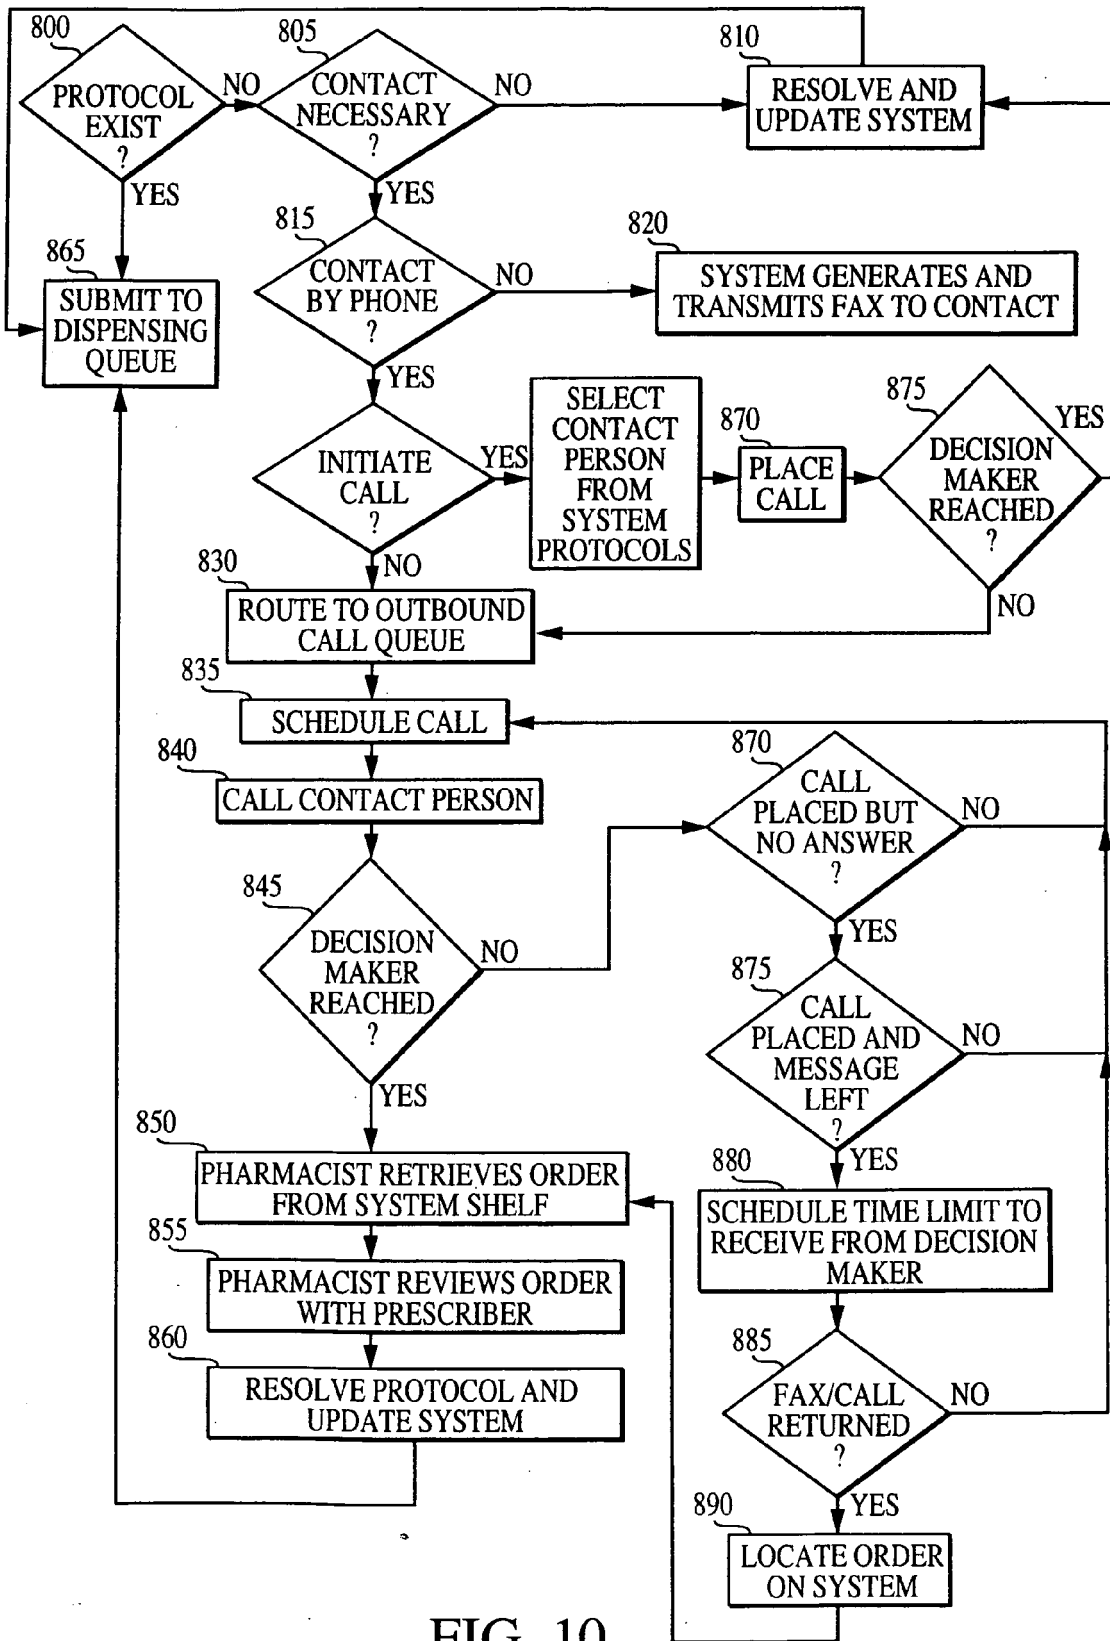 800
PROTOCOL
EXIST
?
NO
YES
805
CONTACT
NECESSARY
?
NO
YES
810
RESOLVE AND
UPDATE SYSTEM
865
SUBMIT TO
DISPENSING
QUEUE
815
CONTACT
BY PHONE
?
NO
YES
820
SYSTEM GENERATES AND
TRANSMITS FAX TO CONTACT
INITIATE
CALL
?
YES
NO
SELECT
CONTACT
PERSON
FROM
SYSTEM
PROTOCOLS
870
PLACE
CALL
875
DECISION
MAKER
REACHED
?
YES
NO
830
ROUTE TO OUTBOUND
CALL QUEUE
835
SCHEDULE CALL
840
CALL CONTACT PERSON
845
DECISION
MAKER
REACHED
?
NO
YES
870
CALL
PLACED BUT
NO ANSWER
?
NO
YES
875
CALL
PLACED AND
MESSAGE
LEFT
?
NO
YES
850
PHARMACIST RETRIEVES ORDER
FROM SYSTEM SHELF
855
PHARMACIST REVIEWS ORDER
WITH PRESCRIBER
860
RESOLVE PROTOCOL AND
UPDATE SYSTEM
880
SCHEDULE TIME LIMIT TO
RECEIVE FROM DECISION
MAKER
885
FAX/CALL
RETURNED
?
NO
YES
890
LOCATE ORDER
ON SYSTEM
FIG. 10